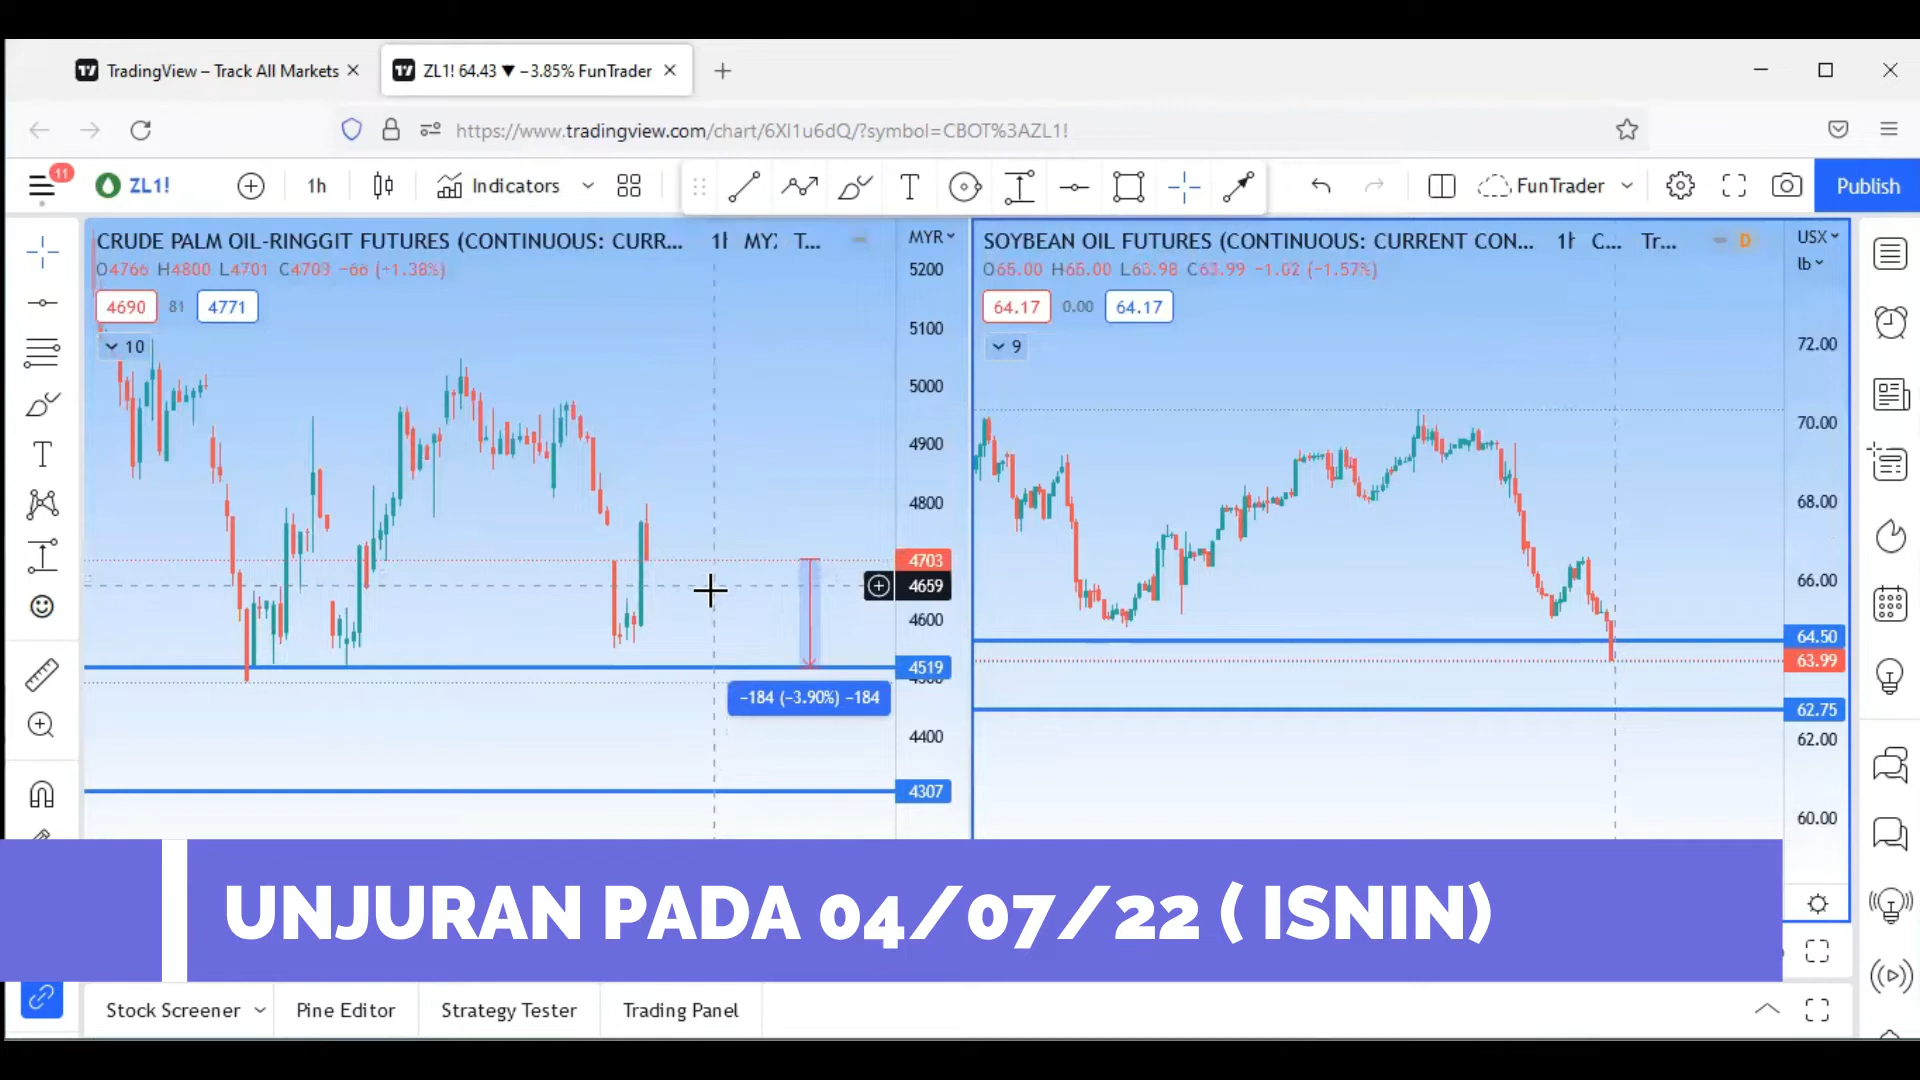 TradingView – Track All Markets
ZL1! 64.43 ▼ −3.85% FunTrader
https://www.tradingview.com/chart/6Xl1u6dQ/?symbol=CBOT%3AZL1!
11
ZL1!
1h
Indicators
FunTrader
Publish
CRUDE PALM OIL-RINGGIT FUTURES (CONTINUOUS: CURR...
T...
MYR
O4766 H4800 L4701 C4703 −66 (−1.38%)
4690
81
4771
10
5200
5100
5000
4900
4800
4703
4659
4600
4519
4400
4307
−184 (−3.90%) −184
SOYBEAN OIL FUTURES (CONTINUOUS: CURRENT CON...
C...
Tr...
D
USX
lb
O65.00 H65.00 L63.98 C63.99 −1.02 (−1.57%)
64.17
0.00
64.17
9
72.00
70.00
68.00
66.00
64.50
63.99
62.75
62.00
60.00
UNJURAN PADA 04/07/22 ( ISNIN)
Stock Screener
Pine Editor
Strategy Tester
Trading Panel